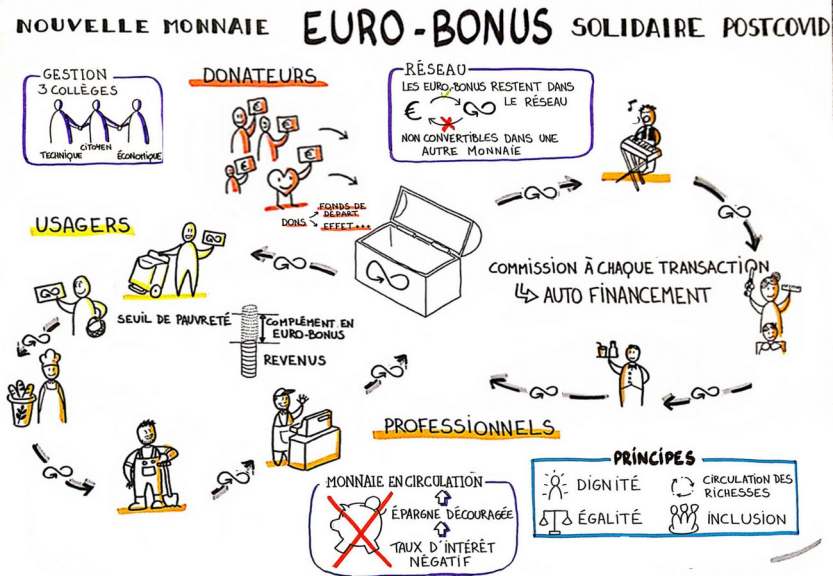 NOUVELLE MONNAIE EURO-BONUS SOLIDAIRE POSTCOVID
GESTION
3 COLLÈGES
TECHNIQUE CITOYEN ÉCONOMIQUE
DONATEURS
€
€
€
€
DONS
FONDS DE
DÉPART
EFFET +++
RÉSEAU
LES EURO-BONUS RESTENT DANS
LE RÉSEAU
€
NON CONVERTIBLES DANS UNE
AUTRE MONNAIE
USAGERS
SEUIL DE PAUVRETÉ
COMPLÉMENT EN
EURO-BONUS
REVENUS
COMMISSION À CHAQUE TRANSACTION
AUTO FINANCEMENT
PROFESSIONNELS
MONNAIE EN CIRCULATION
ÉPARGNE DÉCOURAGÉE
TAUX D'INTÉRÊT
NÉGATIF
PRINCIPES
DIGNITÉ
CIRCULATION DES
RICHESSES
ÉGALITÉ
INCLUSION